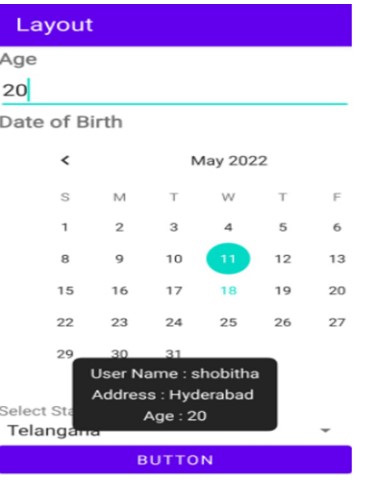 Layout
Age
20
Date of Birth
< May 2022
S M T W T F
1 2 3 4 5 6
8 9 10 11 12 13
15 16 17 18 19 20
22 23 24 25 26 27
29 30 31
User Name : shobitha
Address : Hyderabad
Age : 20
Select Sta
Telangana
BUTTON